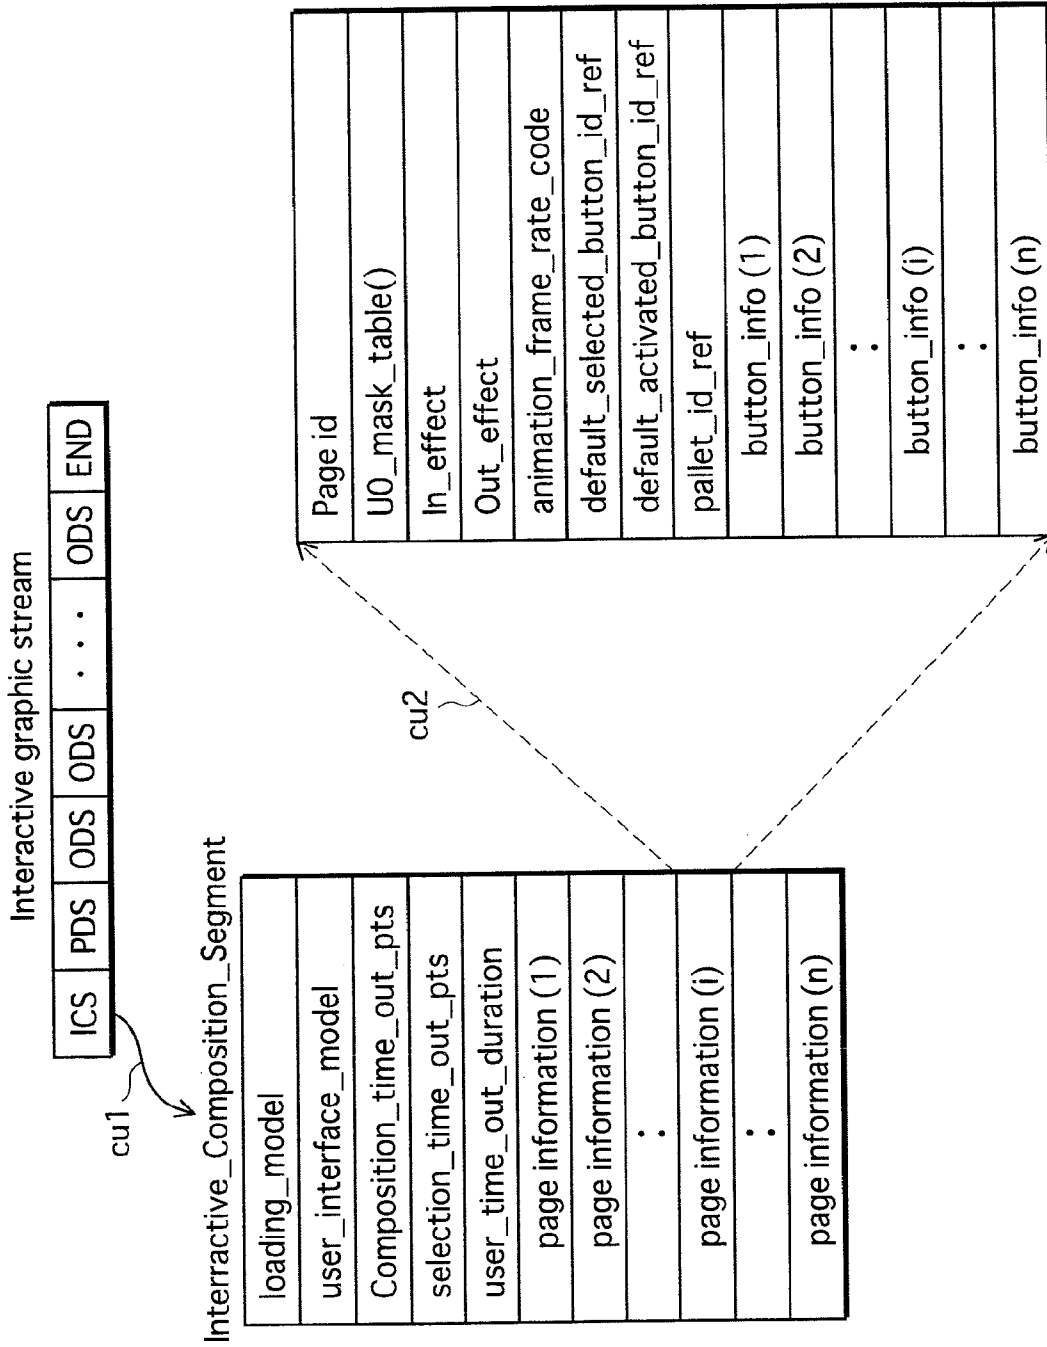 Interactive graphic stream
ICS PDS ODS ODS . . . ODS END
cu1
Interractive_Composition_Segment
loading_model
user_interface_model
Composition_time_out_pts
selection_time_out_pts
user_time_out_duration
page information (1)
page information (2)
:
page information (i)
:
page information (n)
cu2
Page id
UO_mask_table()
In_effect
Out_effect
animation_frame_rate_code
default_selected_button_id_ref
default_activated_button_id_ref
pallet_id_ref
button_info (1)
button_info (2)
:
button_info (i)
:
button_info (n)